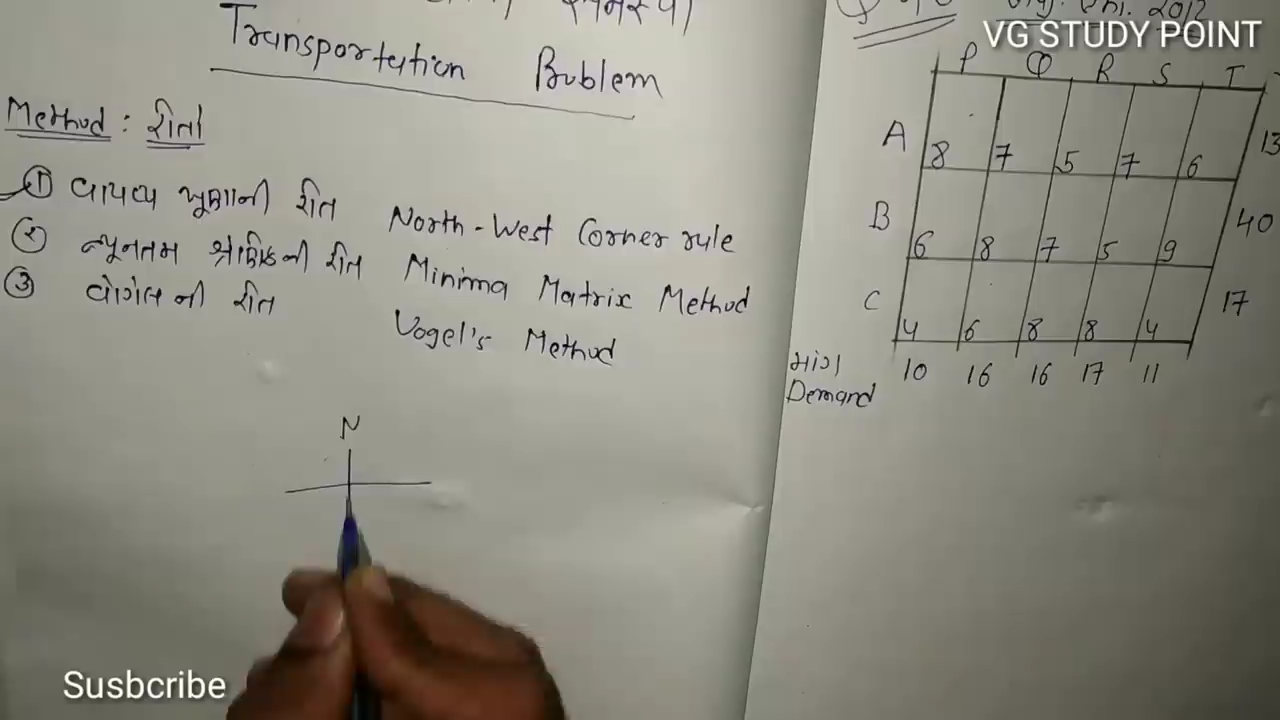 Transportation Problem
Method : રીતો
① વાયવ્ય ખૂણાની રીત North-West Corner rule
② ન્યૂનતમ શ્રેણિકની રીત Minima Matrix Method
③ વોગેલની રીત Vogel's Method
N
2012
VG STUDY POINT
P Q R S T
A 8 7 5 7 6 13
B 6 8 7 5 9 40
C 4 6 8 8 4 17
માંગ
Demand 10 16 16 17 11
Susbcribe